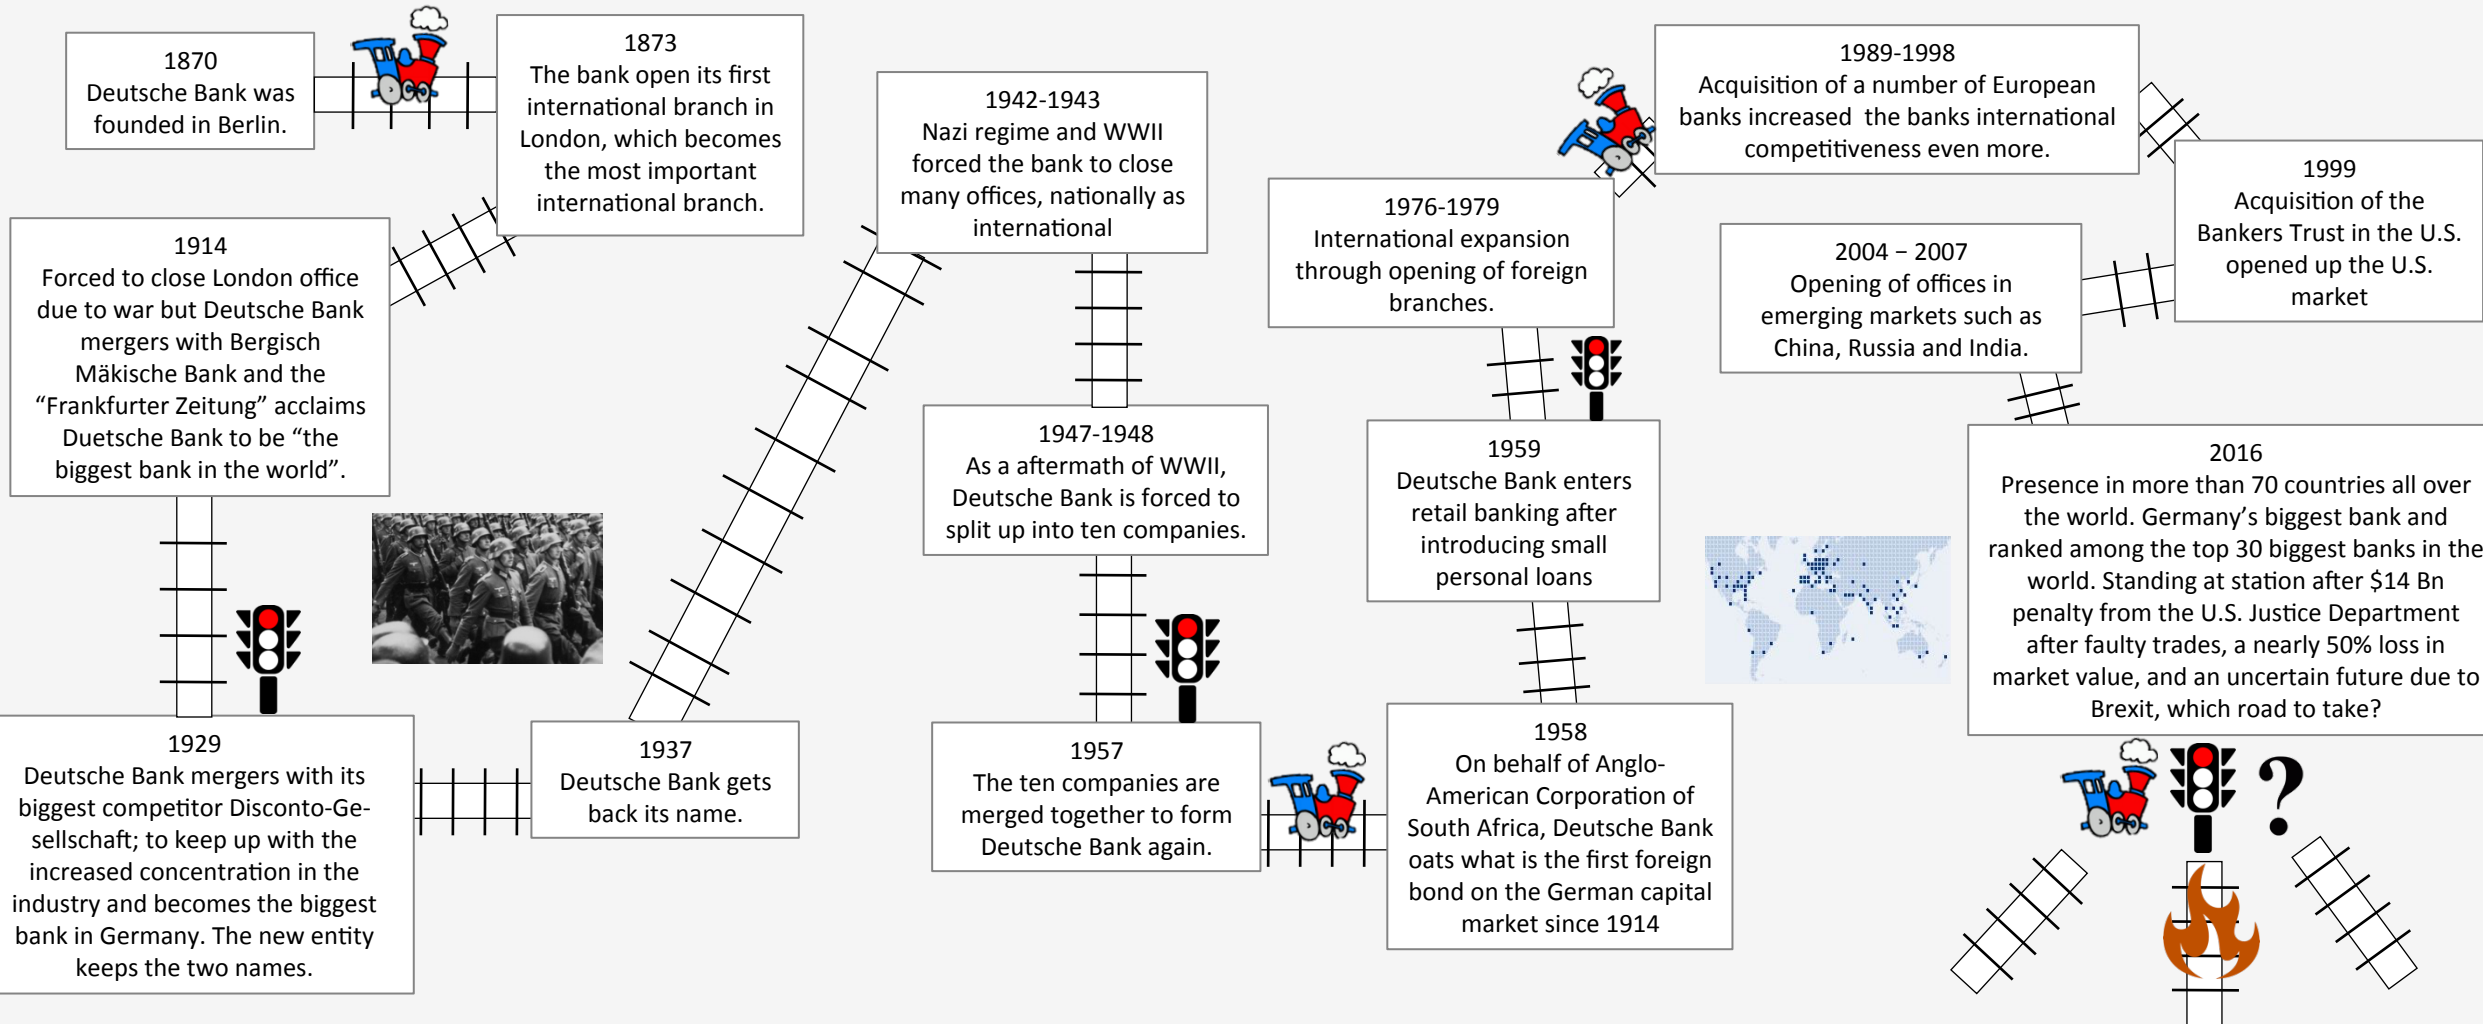 1870
Deutsche Bank was
founded in Berlin.
1873
The bank open its first
international branch in
London, which becomes
the most important
international branch.
1914
Forced to close London office
due to war but Deutsche Bank
mergers with Bergisch
Mäkische Bank and the
“Frankfurter Zeitung” acclaims
Duetsche Bank to be “the
biggest bank in the world”.
1929
Deutsche Bank mergers with its
biggest competitor Disconto-Ge-
sellschaft; to keep up with the
increased concentration in the
industry and becomes the biggest
bank in Germany. The new entity
keeps the two names.
1937
Deutsche Bank gets
back its name.
1942-1943
Nazi regime and WWII
forced the bank to close
many offices, nationally as
international
1947-1948
As a aftermath of WWII,
Deutsche Bank is forced to
split up into ten companies.
1957
The ten companies are
merged together to form
Deutsche Bank again.
1958
On behalf of Anglo-
American Corporation of
South Africa, Deutsche Bank
oats what is the first foreign
bond on the German capital
market since 1914
1959
Deutsche Bank enters
retail banking after
introducing small
personal loans
1976-1979
International expansion
through opening of foreign
branches.
1989-1998
Acquisition of a number of European
banks increased  the banks international
competitiveness even more.
1999
Acquisition of the
Bankers Trust in the U.S.
opened up the U.S.
market
2004 – 2007
Opening of offices in
emerging markets such as
China, Russia and India.
2016
Presence in more than 70 countries all over
the world. Germany’s biggest bank and
ranked among the top 30 biggest banks in the
world. Standing at station after $14 Bn
penalty from the U.S. Justice Department
after faulty trades, a nearly 50% loss in
market value, and an uncertain future due to
Brexit, which road to take?
?